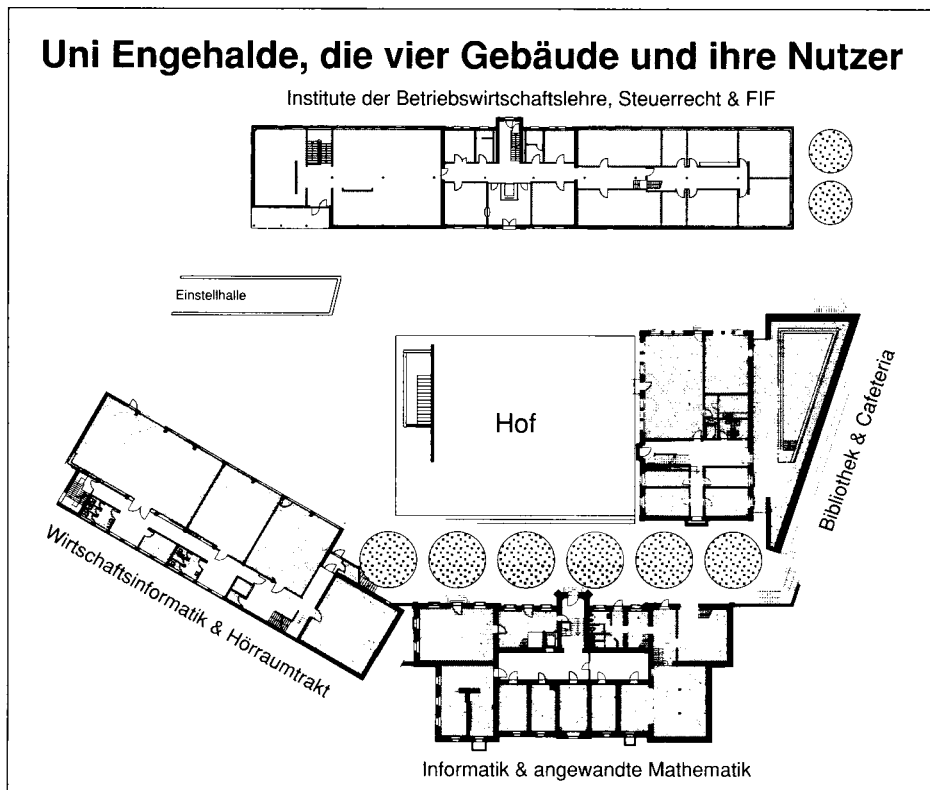 Uni Engehalde, die vier Gebäude und ihre Nutzer
Institute der Betriebswirtschaftslehre, Steuerrecht & FIF
Einstellhalle
Hof
Bibliothek & Cafeteria
Wirtschaftsinformatik & Hörraumtrakt
Informatik & angewandte Mathematik